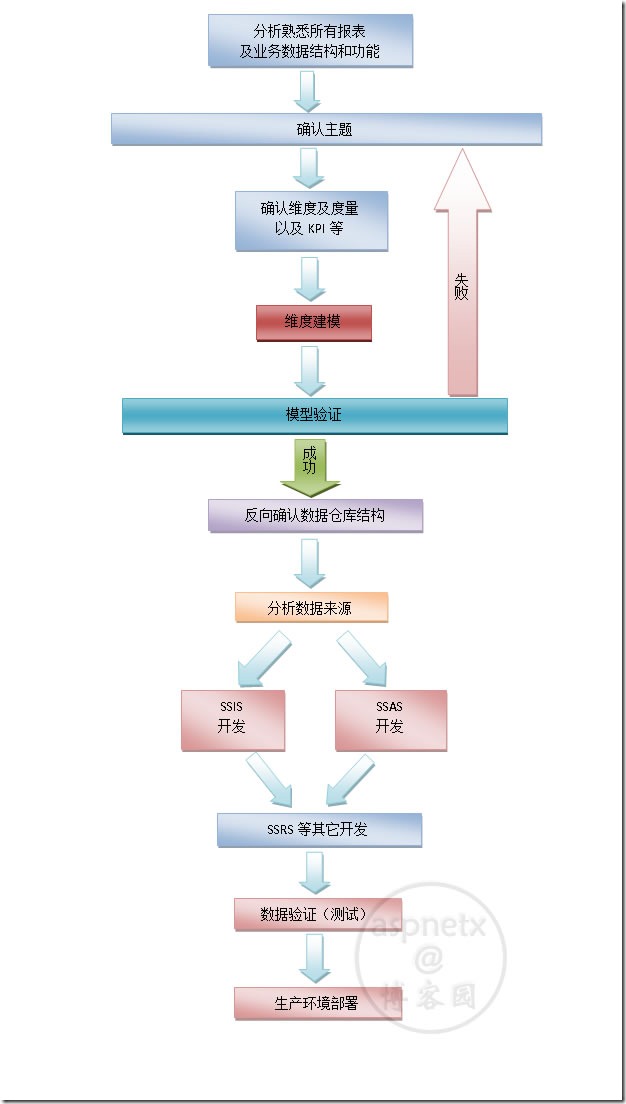 分析熟悉所有报表
及业务数据结构和功能
确认主题
确认维度及度量
以及 KPI 等
失
败
维度建模
模型验证
成
功
反向确认数据仓库结构
分析数据来源
SSIS
开发
SSAS
开发
SSRS 等其它开发
数据验证（测试）
aspnetx
@
博客园
生产环境部署